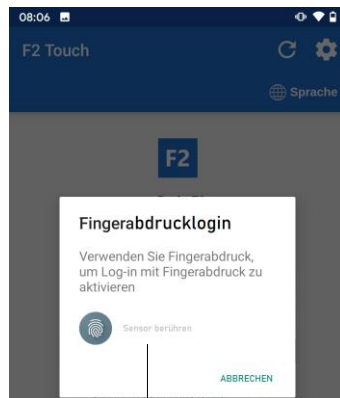 08:06
F2 Touch
Sprache
F2
Fingerabdrucklogin
Verwenden Sie Fingerabdruck,
um Log-in mit Fingerabdruck zu
aktivieren
Sensor berühren
ABBRECHEN